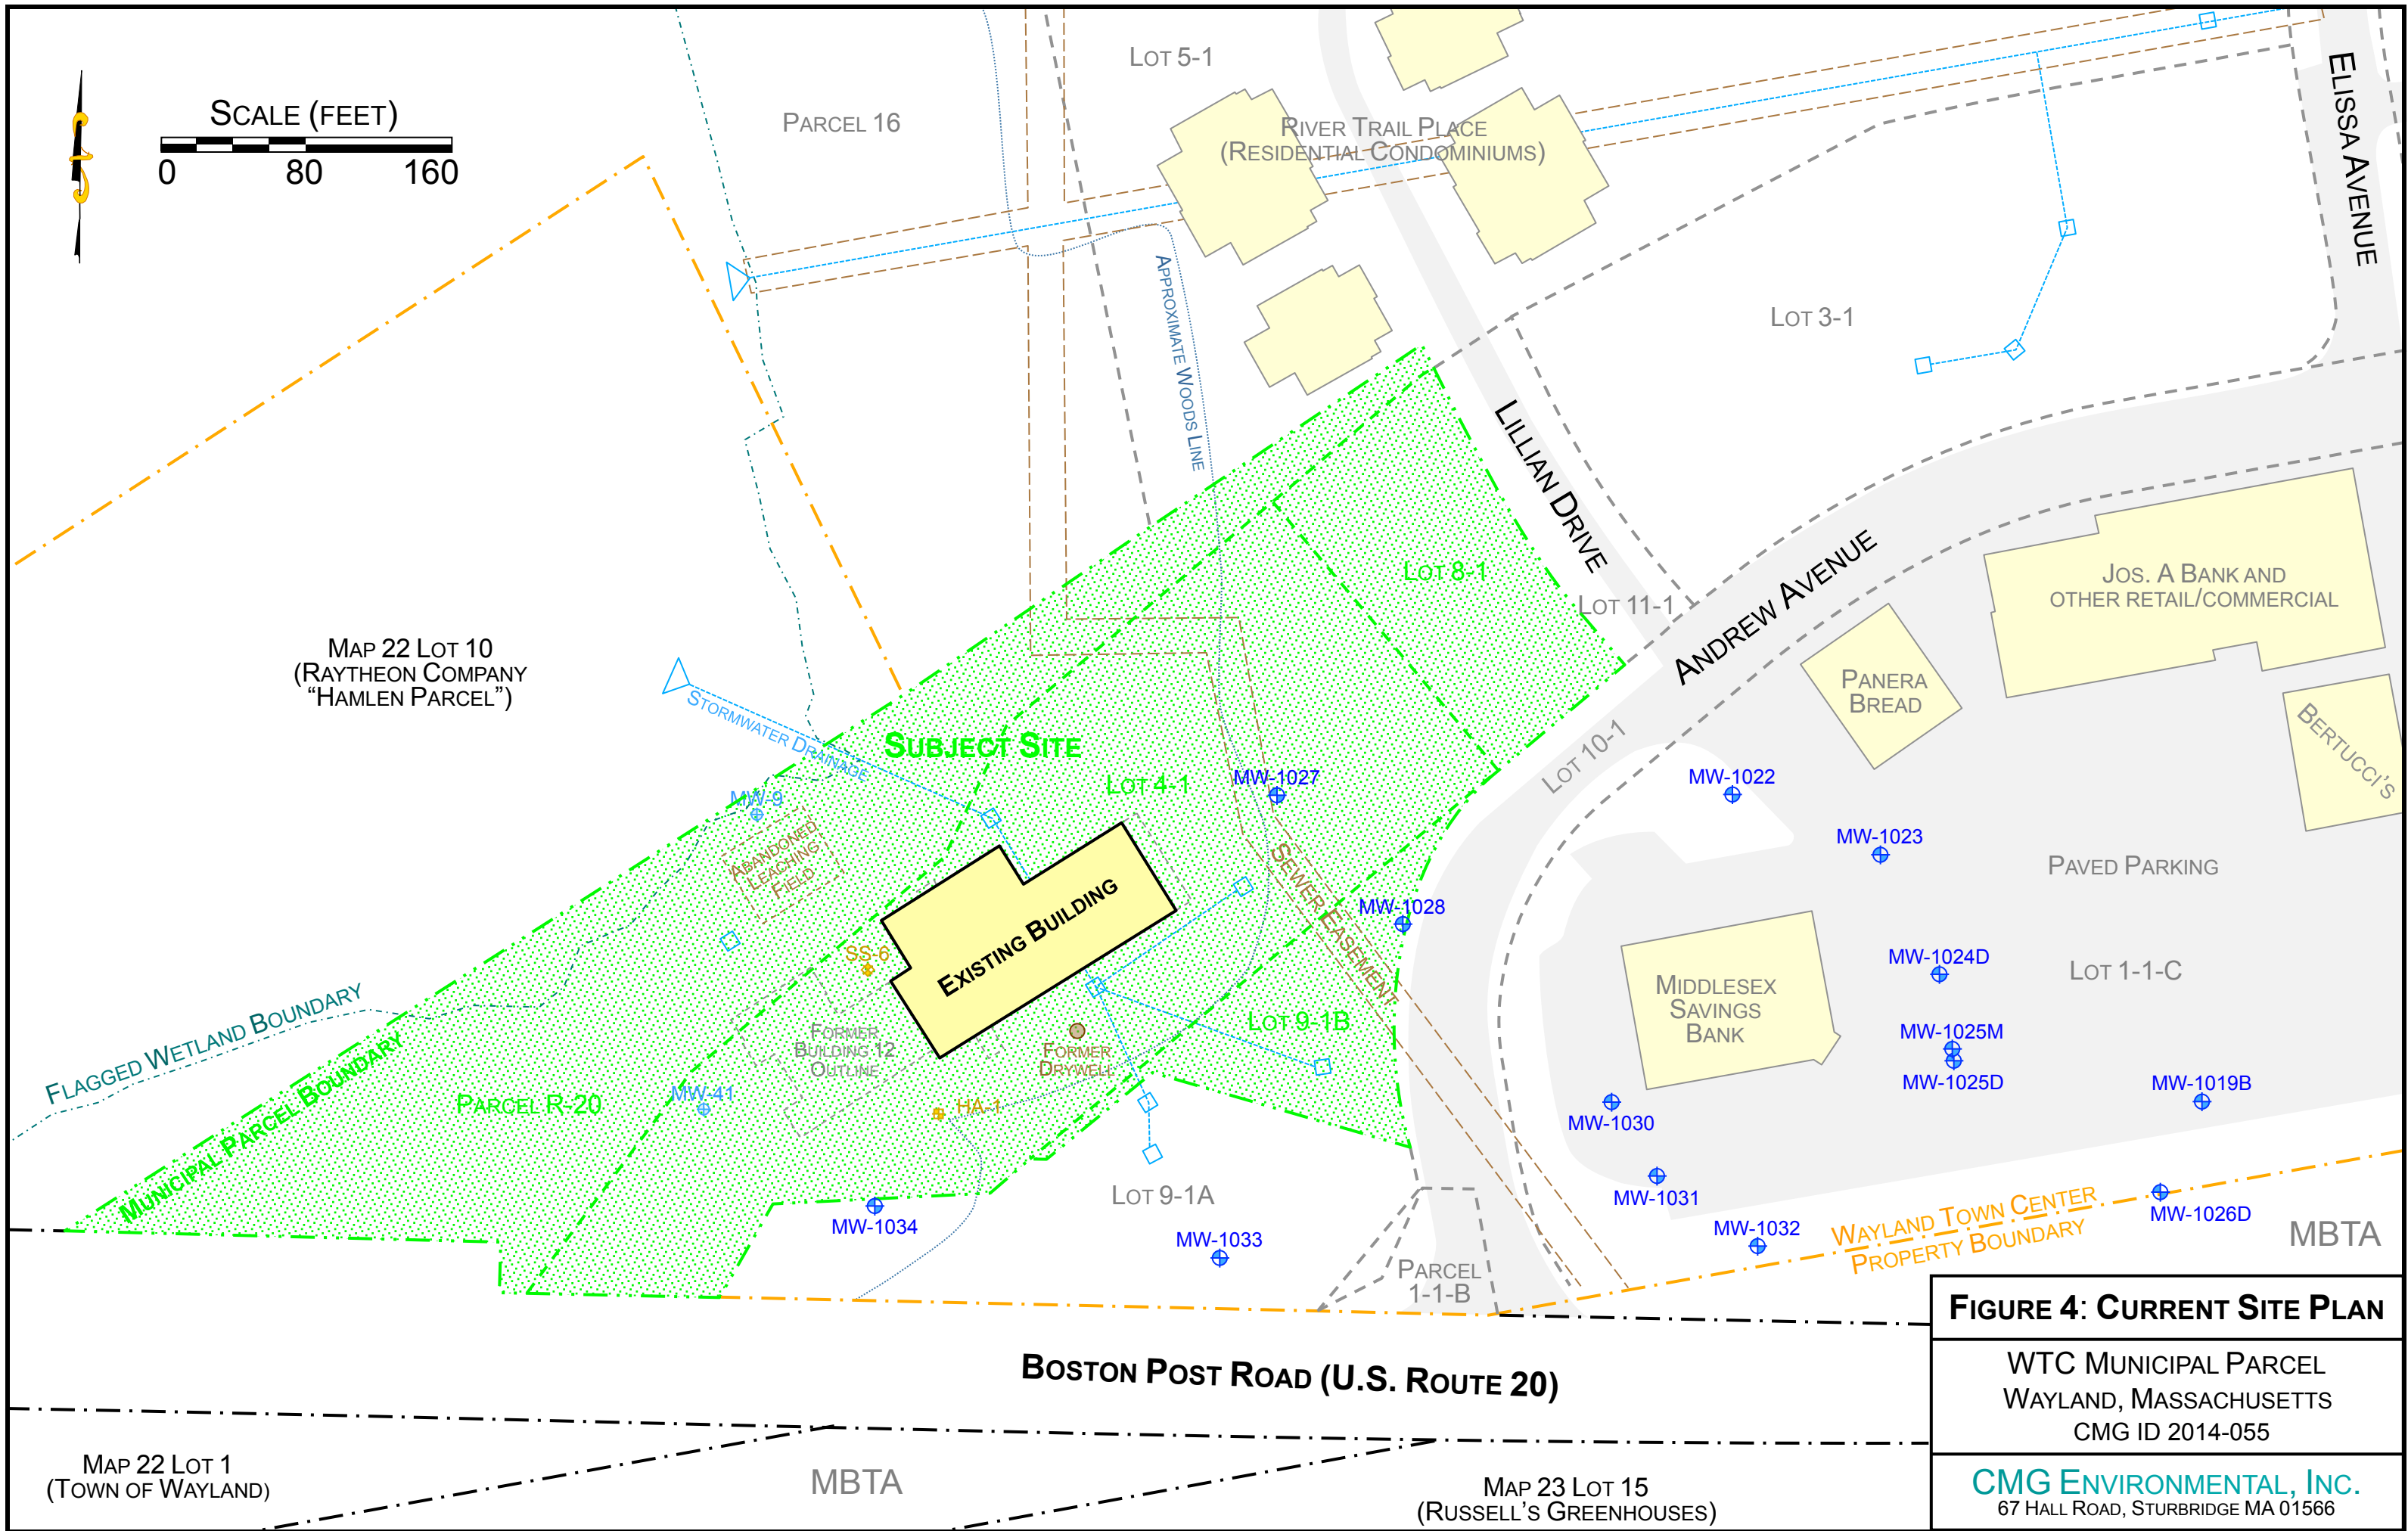 SCALE (FEET)
0 80 160
LOT 5-1
PARCEL 16
RIVER TRAIL PLACE
(RESIDENTIAL CONDOMINIUMS)
ELISSA AVENUE
APPROXIMATE WOODS LINE
LOT 3-1
LILLIAN DRIVE
LOT 8-1
LOT 11-1
ANDREW AVENUE
JOS. A BANK AND
OTHER RETAIL/COMMERCIAL
PANERA
BREAD
BERTUCCI'S
MAP 22 LOT 10
(RAYTHEON COMPANY
"HAMLEN PARCEL")
STORMWATER DRAINAGE
SUBJECT SITE
LOT 4-1
MW-1027
LOT 10-1
MW-1022
MW-9
MW-1023
ABANDONED
LEACHING
FIELD
PAVED PARKING
SEWER EASEMENT
MW-1028
EXISTING BUILDING
SS-6
MW-1024D
LOT 1-1-C
MIDDLESEX
SAVINGS
BANK
FLAGGED WETLAND BOUNDARY
MUNICIPAL PARCEL BOUNDARY
FORMER
BUILDING 12
OUTLINE
FORMER
DRYWELL
LOT 9-1B
MW-1025M
MW-1025D
MW-1019B
PARCEL R-20
MW-41
HA-1
MW-1030
LOT 9-1A
MW-1031
MW-1034
MW-1033
MW-1032
WAYLAND TOWN CENTER
PROPERTY BOUNDARY
MW-1026D
MBTA
PARCEL
1-1-B
BOSTON POST ROAD (U.S. ROUTE 20)
MAP 22 LOT 1
(TOWN OF WAYLAND)
MBTA
MAP 23 LOT 15
(RUSSELL'S GREENHOUSES)
FIGURE 4: CURRENT SITE PLAN
WTC MUNICIPAL PARCEL
WAYLAND, MASSACHUSETTS
CMG ID 2014-055
CMG ENVIRONMENTAL, INC.
67 HALL ROAD, STURBRIDGE MA 01566